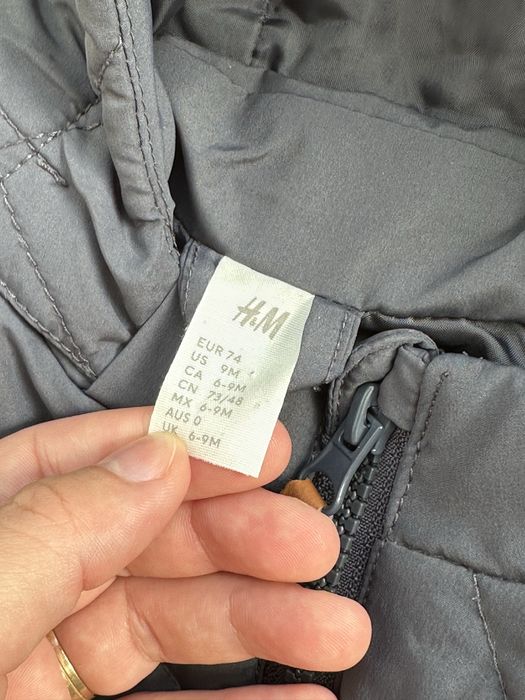 H&M
EUR 74
US 9M
CA 6-9M
CN 73/48
MX 6-9M
AUS 0
UK 6-9M